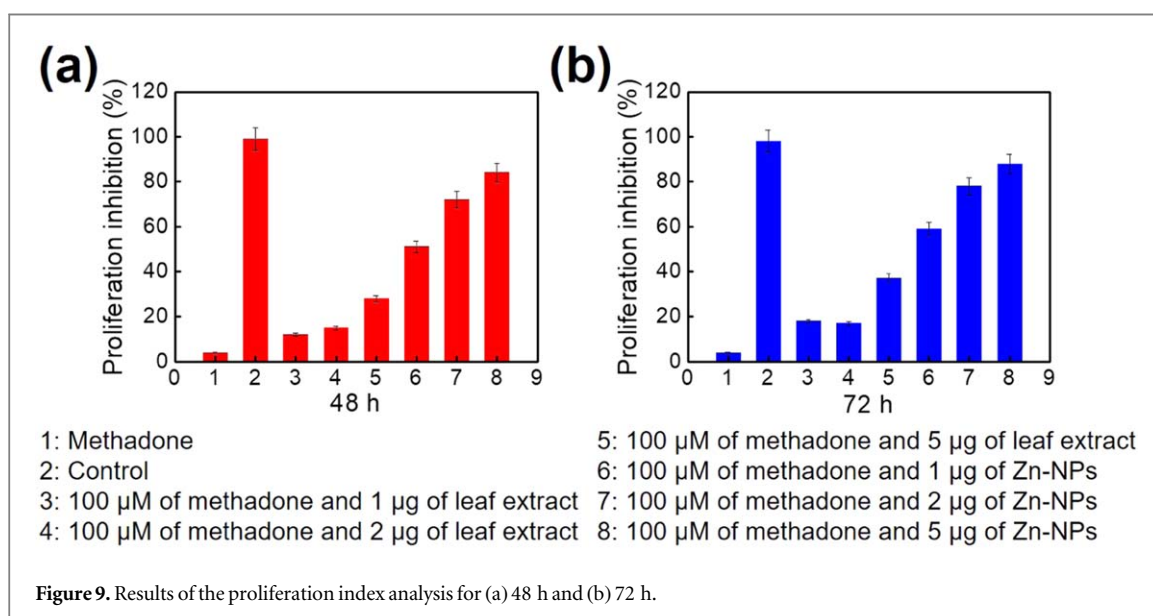 (a)
Proliferation inhibition (%)
120
100
80
60
40
20
0
0 1 2 3 4 5 6 7 8 9
48 h
(b)
Proliferation inhibition (%)
120
100
80
60
40
20
0
0 1 2 3 4 5 6 7 8 9
72 h
1: Methadone
2: Control
3: 100 µM of methadone and 1 µg of leaf extract
4: 100 µM of methadone and 2 µg of leaf extract
5: 100 µM of methadone and 5 µg of leaf extract
6: 100 µM of methadone and 1 µg of Zn-NPs
7: 100 µM of methadone and 2 µg of Zn-NPs
8: 100 µM of methadone and 5 µg of Zn-NPs
Figure 9. Results of the proliferation index analysis for (a) 48 h and (b) 72 h.